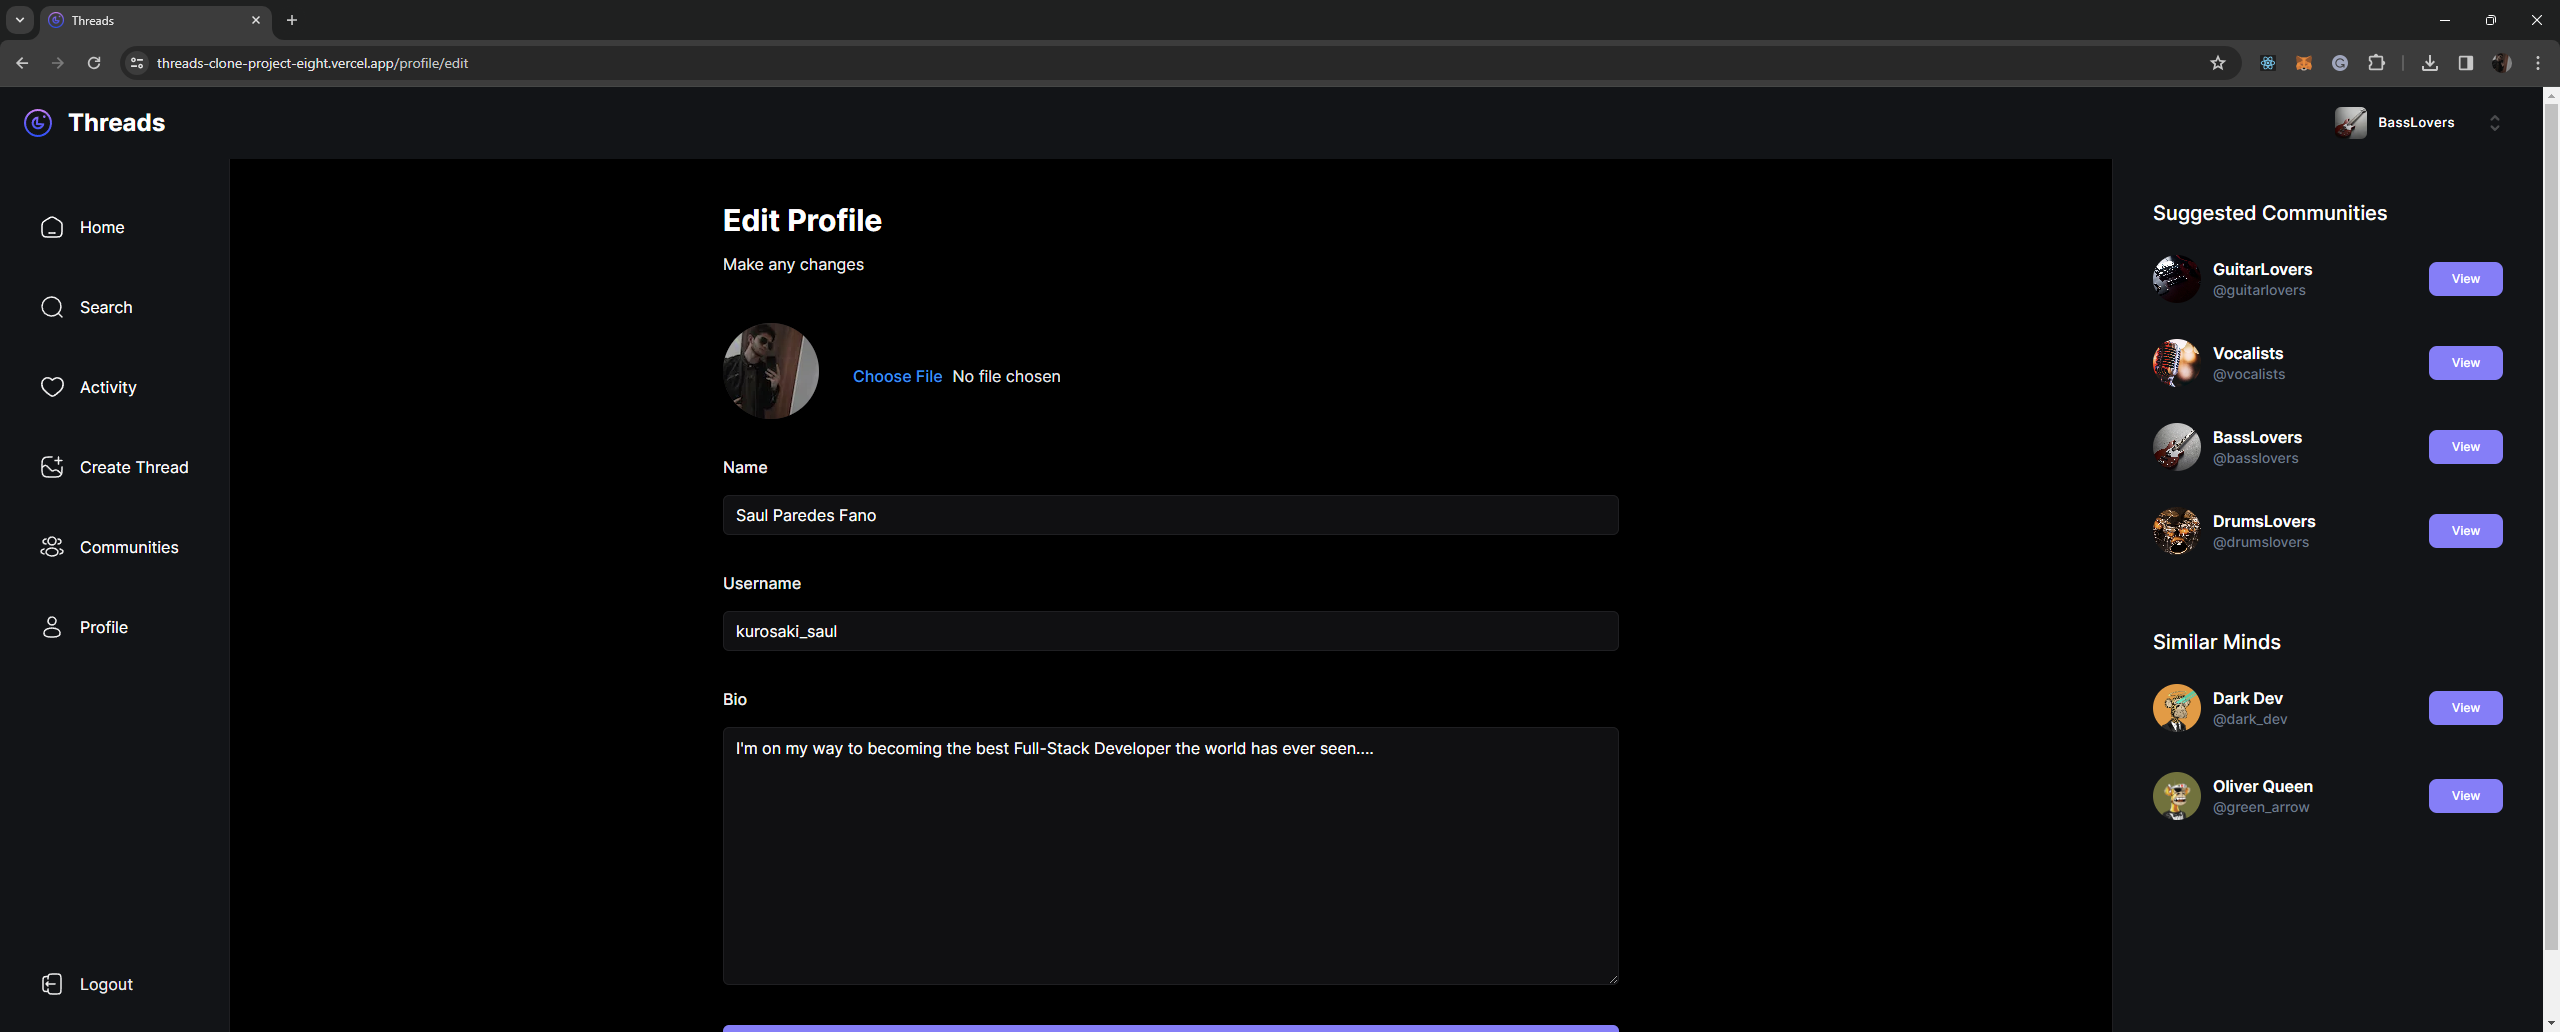 Threads
threads-clone-project-eight.vercel.app/profile/edit
Threads
BassLovers
Home
Search
Activity
Create Thread
Communities
Profile
Logout
Edit Profile
Make any changes
Choose File No file chosen
Name
Saul Paredes Fano
Username
kurosaki_saul
Bio
I'm on my way to becoming the best Full-Stack Developer the world has ever seen....
Suggested Communities
GuitarLovers
@guitarlovers
View
Vocalists
@vocalists
View
BassLovers
@basslovers
View
DrumsLovers
@drumslovers
View
Similar Minds
Dark Dev
@dark_dev
View
Oliver Queen
@green_arrow
View